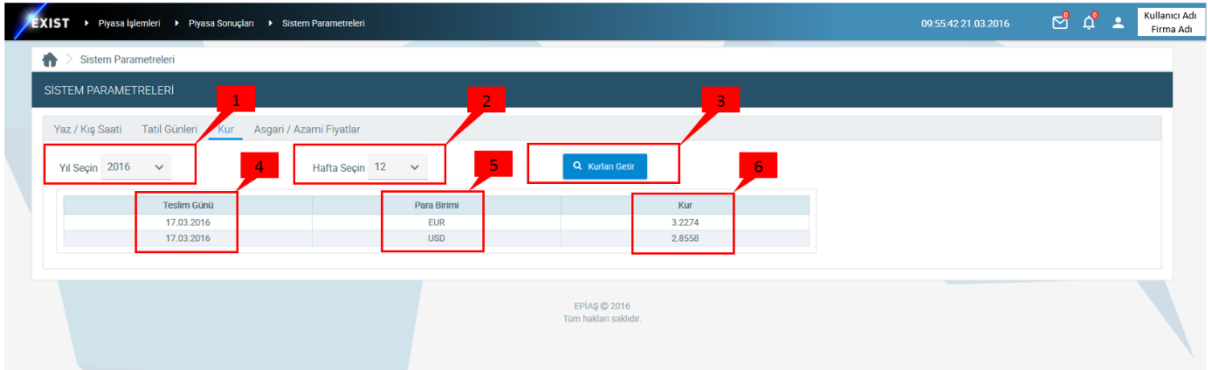 EXIST Piyasa İşlemleri Piyasa Sonuçları Sistem Parametreleri 09:55:42 21.03.2016 0 0 Kullanıcı Adı
Firma Adı
Sistem Parametreleri
SİSTEM PARAMETRELERİ
1 2 3
Yaz / Kış Saati Tatil Günleri Kur Asgari / Azami Fiyatlar
Yıl Seçin 2016 Hafta Seçin 12 Kurları Getir
4 5 6
Teslim Günü Para Birimi Kur
17.03.2016 EUR 3.2274
17.03.2016 USD 2.8558
EPİAŞ © 2016
Tüm hakları saklıdır.